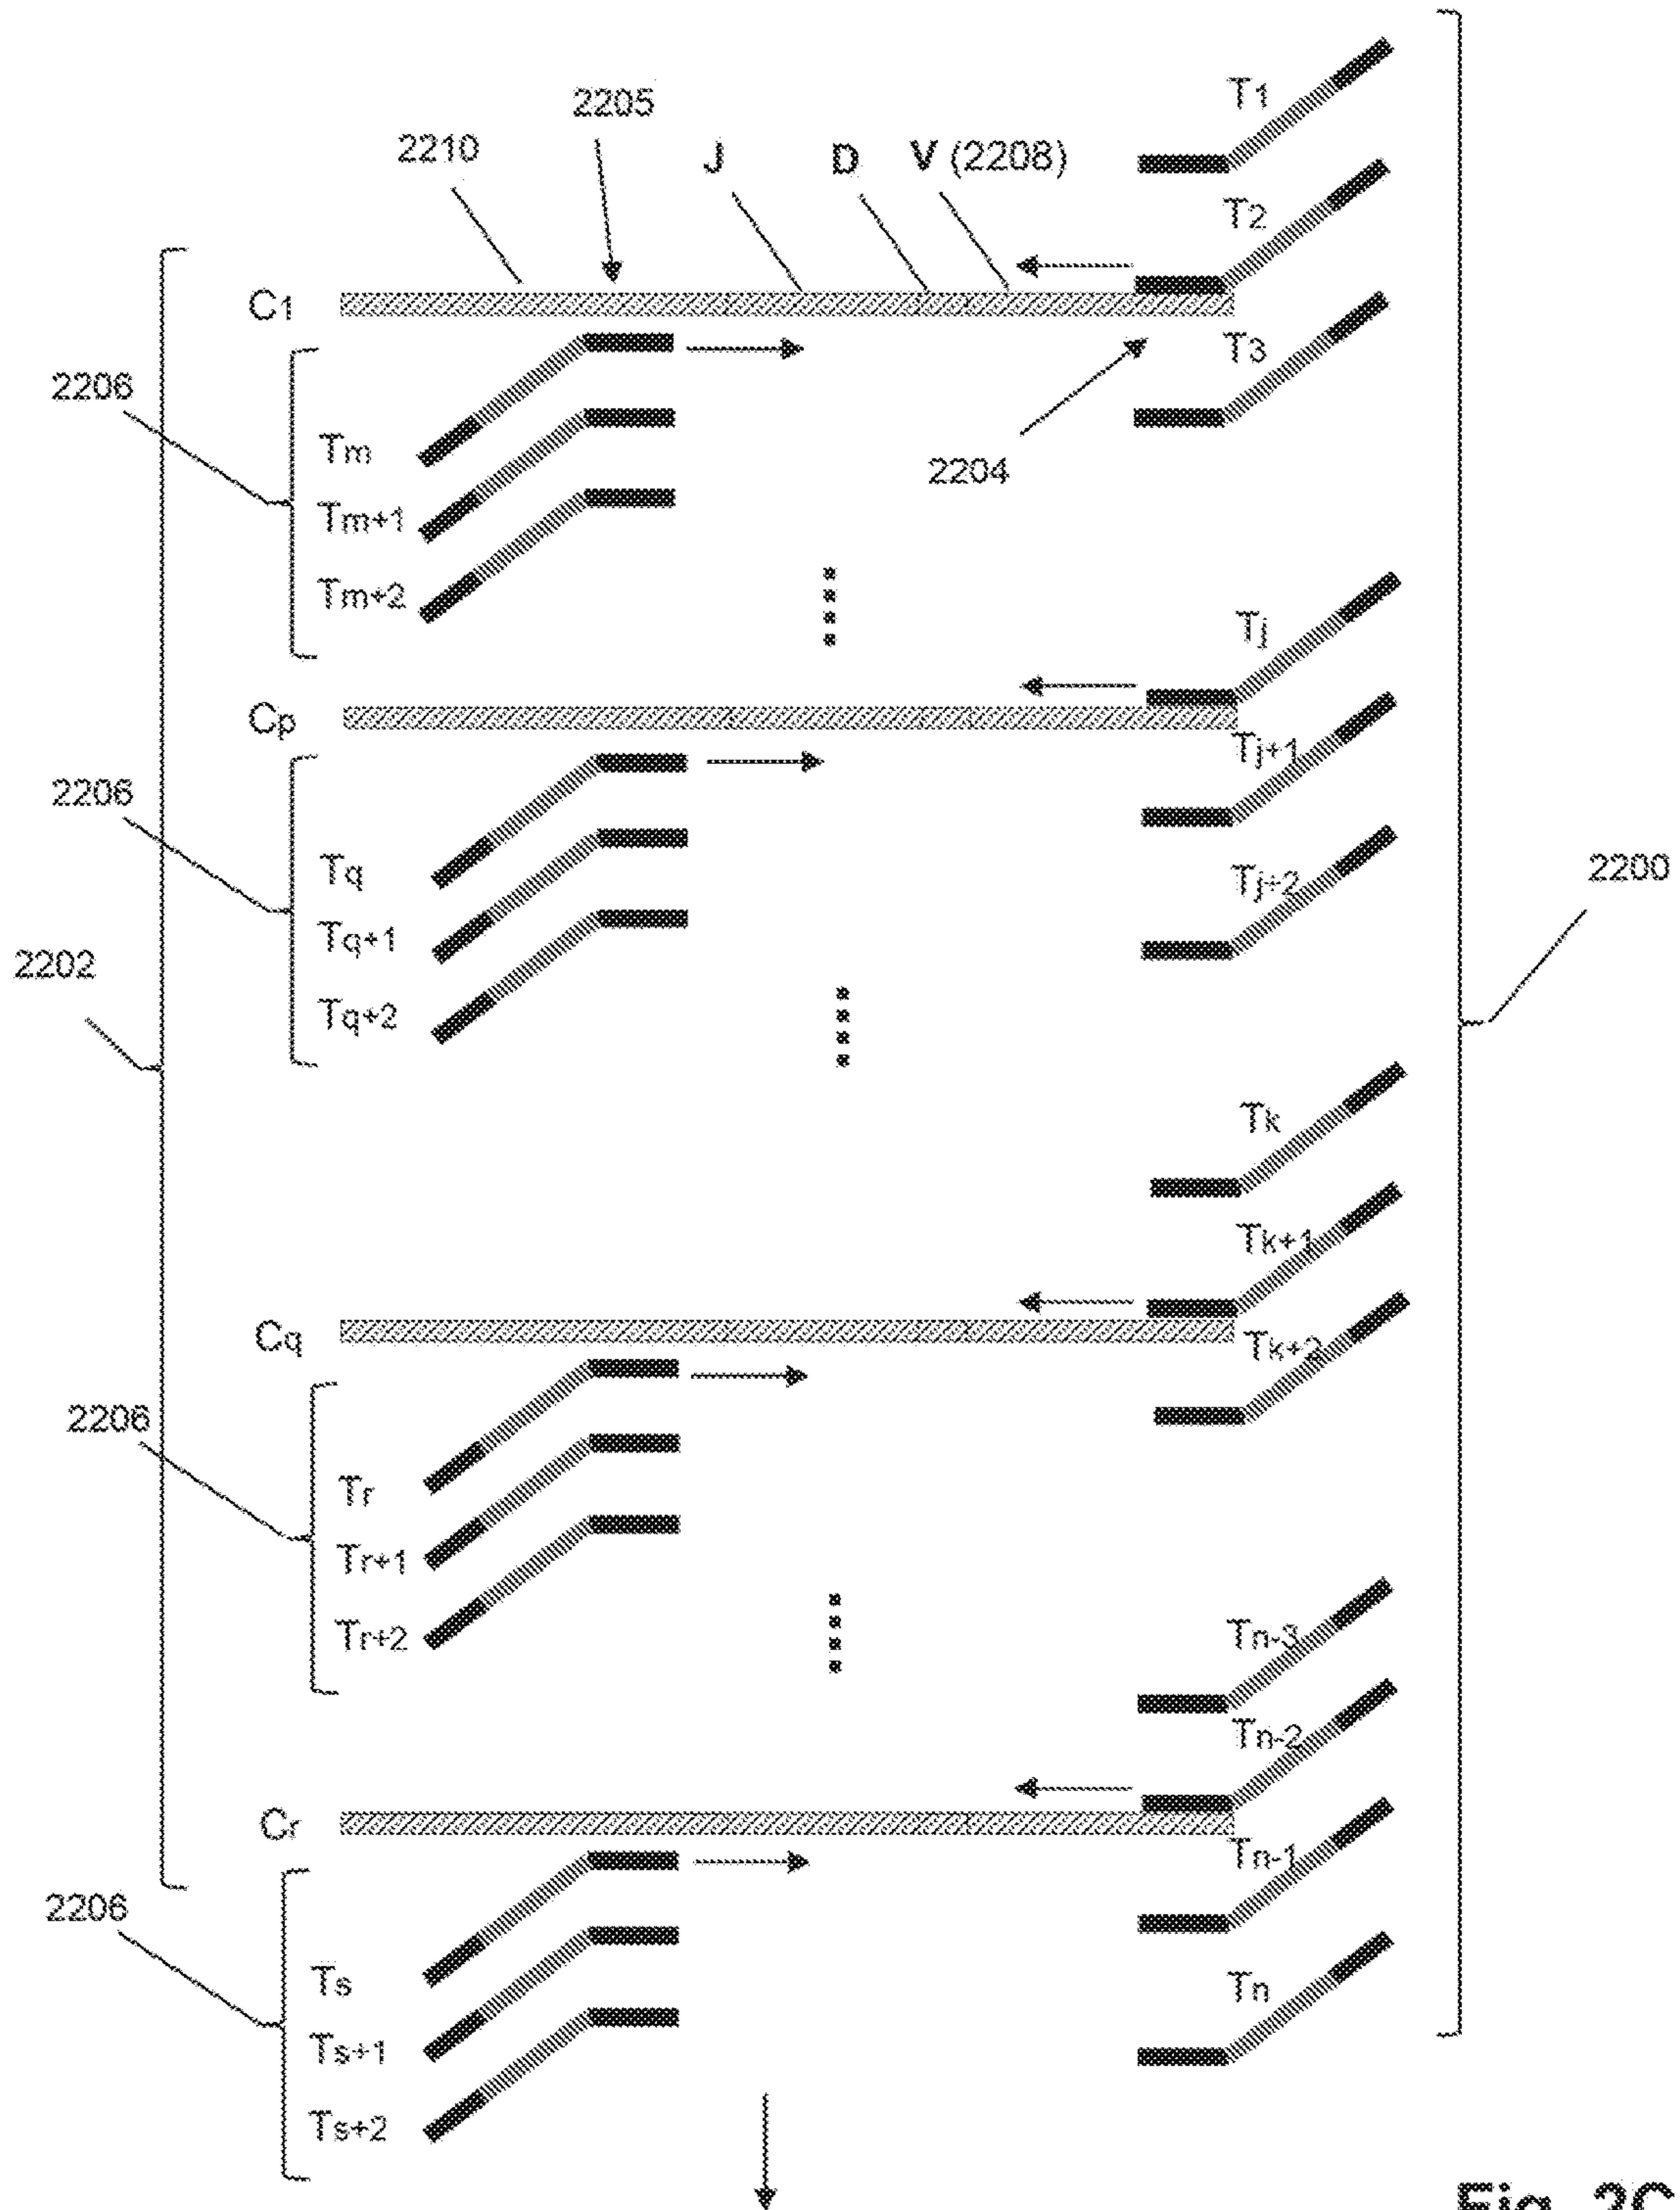 T1
2205
2210
J
D
V (2208)
T2
C1
T3
2206
Tm
2204
Tm+1
Tm+2
Tj
Cp
Tj+1
2206
Tq
Tj+2
2200
Tq+1
2202
Tq+2
Tk
Tk+1
Cq
Tk+2
2206
Tr
Tr+1
Tr+2
Tn-3
Tn-2
Cr
Tn-1
2206
Ts
Tn
Ts+1
Ts+2